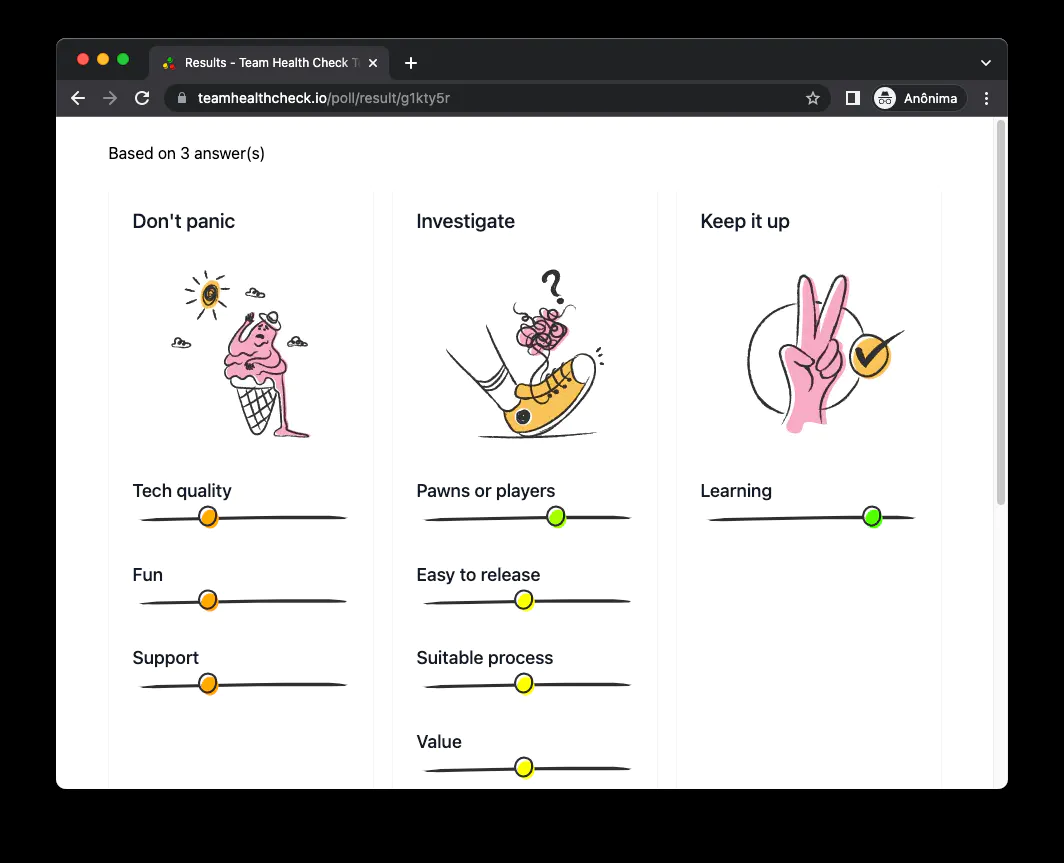 Results - Team Health Check T
teamhealthcheck.io/poll/result/g1kty5r
Anônima
Based on 3 answer(s)
Don't panic
Investigate
Keep it up
?
Tech quality
Fun
Support
Pawns or players
Easy to release
Suitable process
Value
Learning